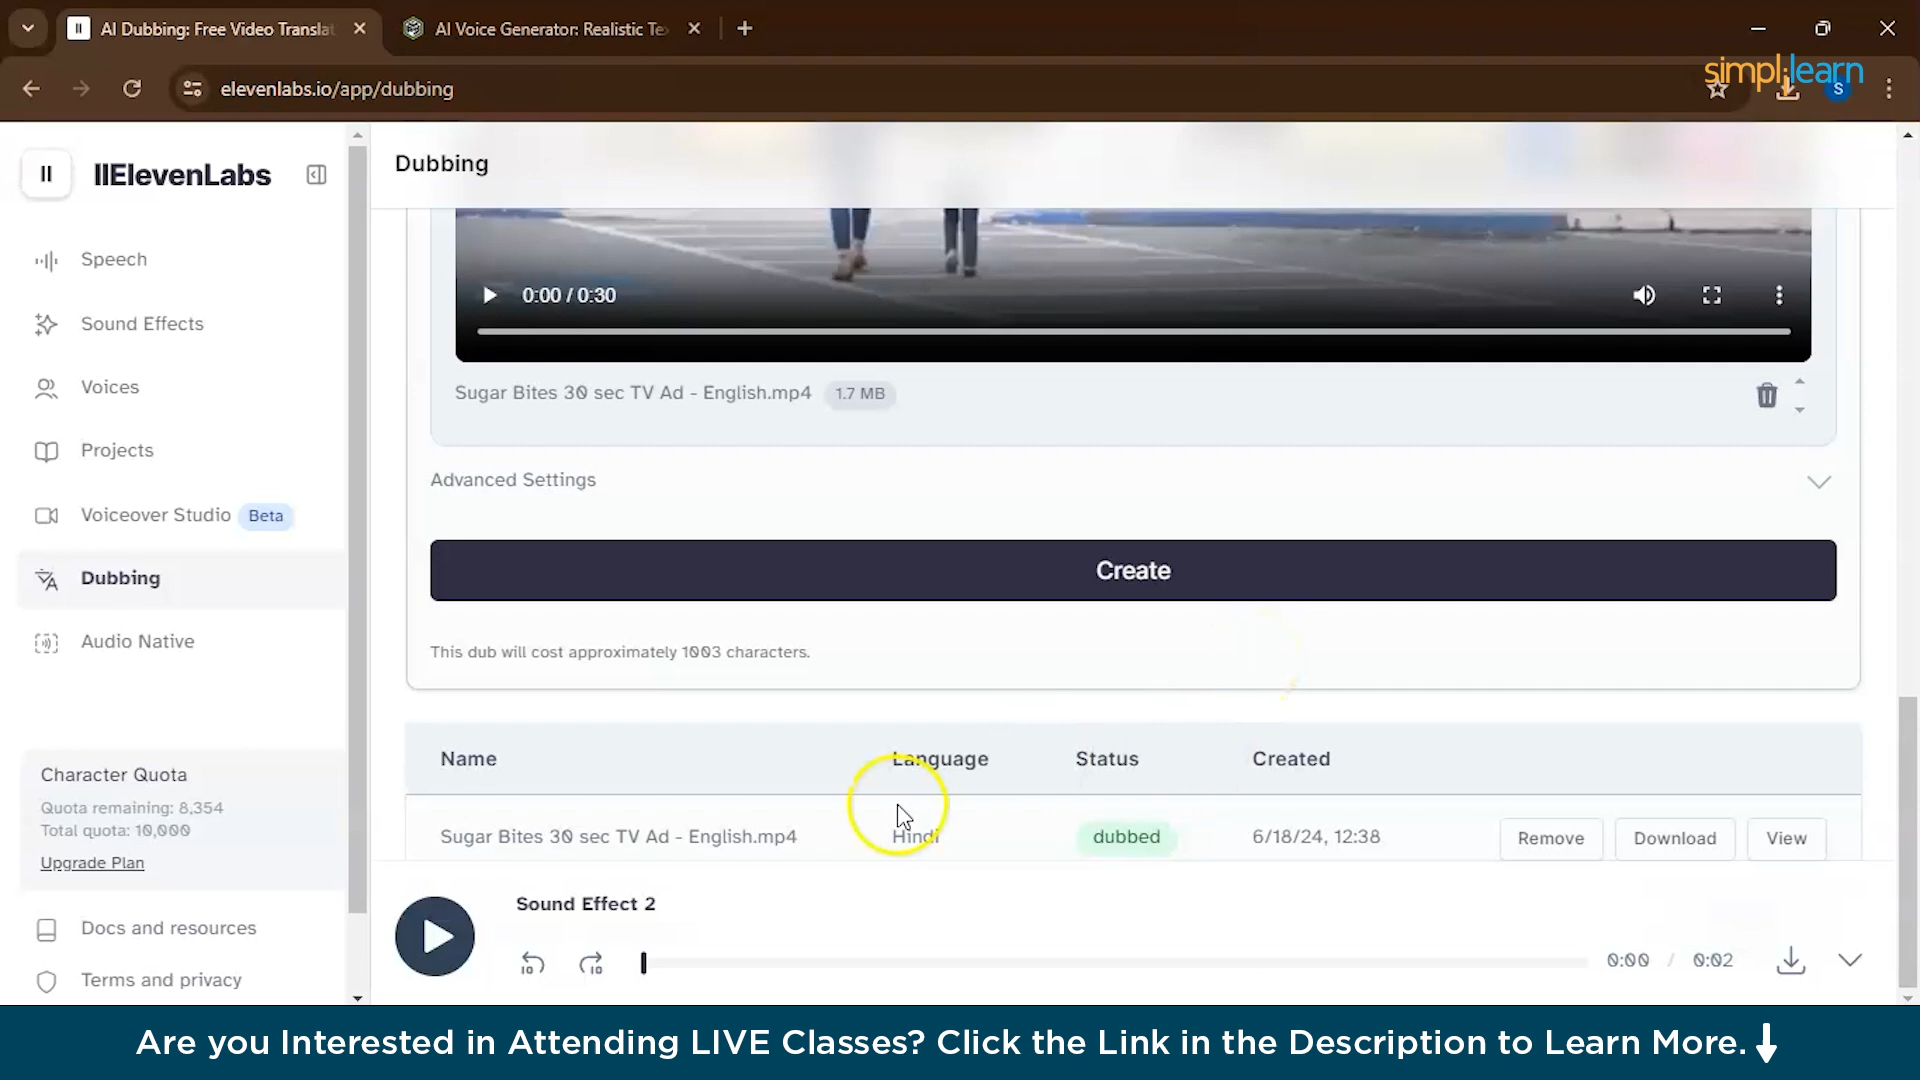 AI Dubbing: Free Video Translat
AI Voice Generator: Realistic Te
elevenlabs.io/app/dubbing
simplilearn
S
IIElevenLabs
Dubbing
Speech
Sound Effects
Voices
Projects
Voiceover Studio Beta
Dubbing
Audio Native
Character Quota
Quota remaining: 8,354
Total quota: 10,000
Upgrade Plan
Docs and resources
Terms and privacy
0:00 / 0:30
Sugar Bites 30 sec TV Ad - English.mp4 1.7 MB
Advanced Settings
Create
This dub will cost approximately 1003 characters.
Name Language Status Created
Sugar Bites 30 sec TV Ad - English.mp4 Hindi dubbed 6/18/24, 12:38 Remove Download View
Sound Effect 2
10 10 0:00 / 0:02
Are you Interested in Attending LIVE Classes? Click the Link in the Description to Learn More.